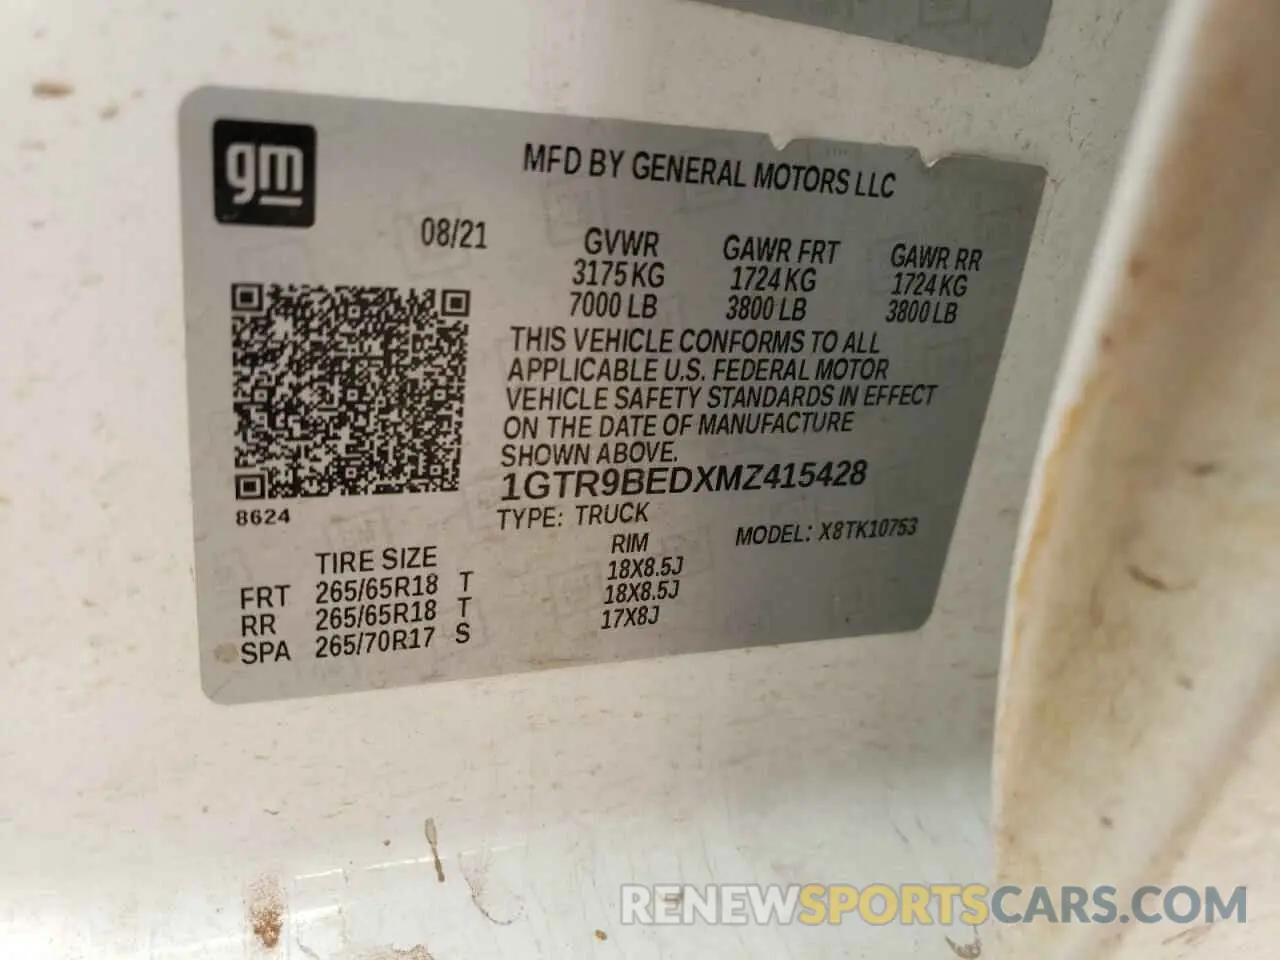 gm
MFD BY GENERAL MOTORS LLC
08/21
GVWR GAWR FRT GAWR RR
3175 KG 1724 KG 1724 KG
7000 LB 3800 LB 3800 LB
THIS VEHICLE CONFORMS TO ALL
APPLICABLE U.S. FEDERAL MOTOR
VEHICLE SAFETY STANDARDS IN EFFECT
ON THE DATE OF MANUFACTURE
SHOWN ABOVE.
1GTR9BEDXMZ415428
8624
TYPE: TRUCK
MODEL: X8TK10753
TIRE SIZE RIM
FRT 265/65R18 T 18X8.5J
RR 265/65R18 T 18X8.5J
SPA 265/70R17 S 17X8J
RENEWSPORTSCARS.COM